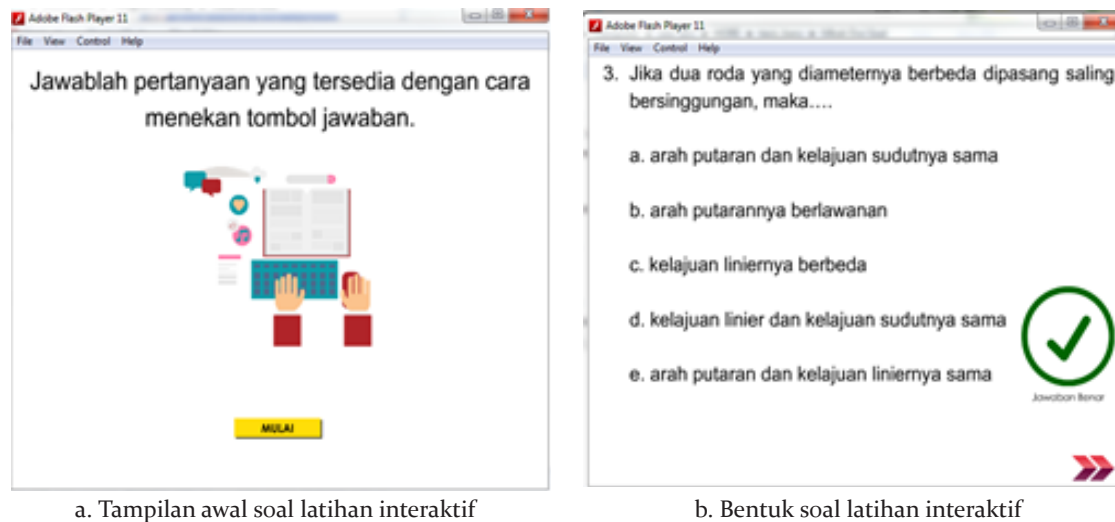 Adobe Flash Player 11
File View Control Help
Jawablah pertanyaan yang tersedia dengan cara
menekan tombol jawaban.
MULAI
a. Tampilan awal soal latihan interaktif
Adobe Flash Player 11
File View Control Help
3. Jika dua roda yang diameternya berbeda dipasang saling
bersinggungan, maka....
a. arah putaran dan kelajuan sudutnya sama
b. arah putarannya berlawanan
c. kelajuan liniernya berbeda
d. kelajuan linier dan kelajuan sudutnya sama
e. arah putaran dan kelajuan liniernya sama
Jawaban Benar
b. Bentuk soal latihan interaktif